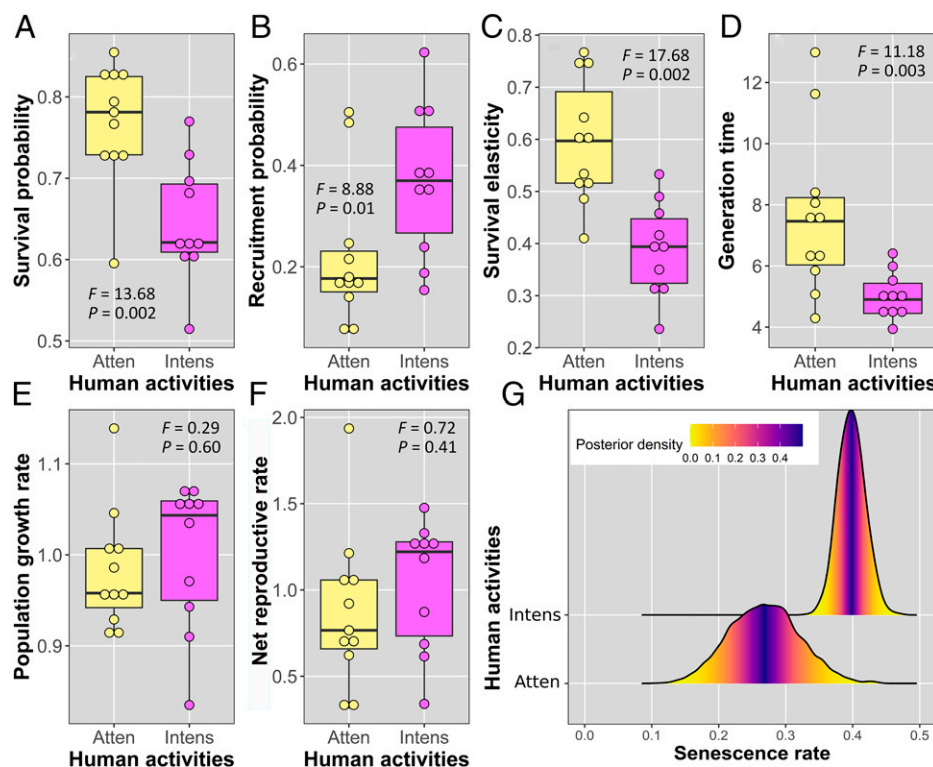 A
Survival probability
0.8
0.7
0.6
0.5
F = 13.68
P = 0.002
Atten Intens
Human activities
B
Recruitment probability
0.6
0.4
0.2
F = 8.88
P = 0.01
Atten Intens
Human activities
C
Survival elasticity
0.8
0.7
0.6
0.5
0.4
0.3
0.2
F = 17.68
P = 0.002
Atten Intens
Human activities
D
Generation time
12
10
8
6
4
F = 11.18
P = 0.003
Atten Intens
Human activities
E
Population growth rate
1.1
1.0
0.9
F = 0.29
P = 0.60
Atten Intens
Human activities
F
Net reproductive rate
2.0
1.5
1.0
0.5
F = 0.72
P = 0.41
Atten Intens
Human activities
G
Human activities
Posterior density
0.0 0.1 0.2 0.3 0.4
Intens
Atten
0.0 0.1 0.2 0.3 0.4 0.5
Senescence rate